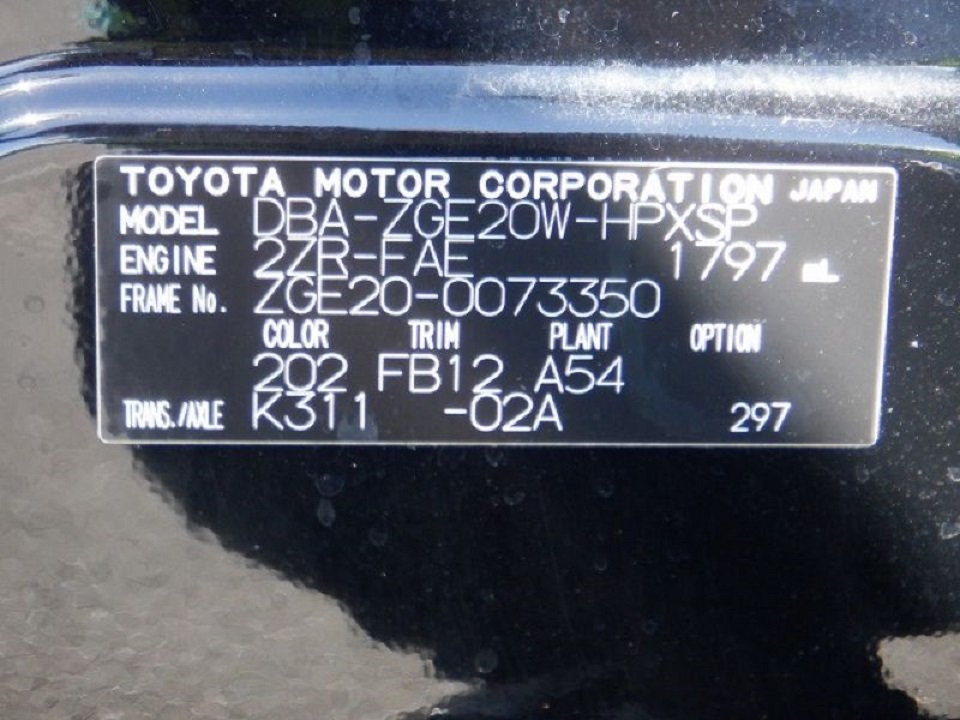 TOYOTA MOTOR CORPORATION JAPAN
MODEL DBA-ZGE20W-HPXSP
ENGINE 2ZR-FAE 1797 mL
FRAME No. ZGE20-0073350
COLOR TRIM PLANT OPTION
202 FB12 A54
TRANS./AXLE K311 -02A 297